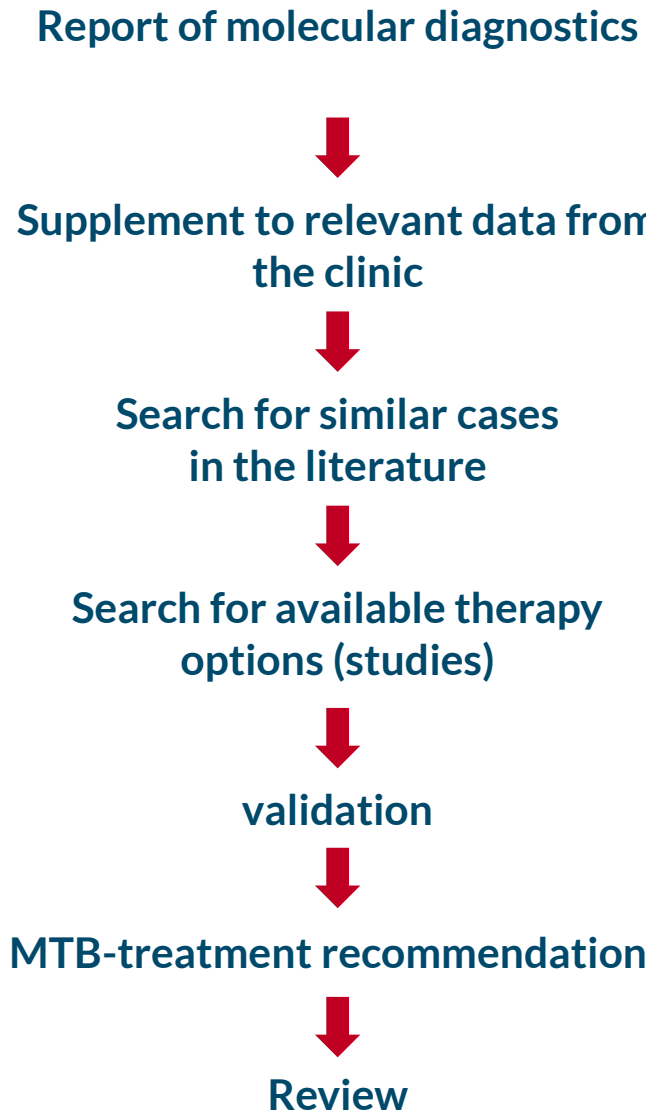 Report of molecular diagnostics
Supplement to relevant data from
the clinic
Search for similar cases
in the literature
Search for available therapy
options (studies)
validation
MTB-treatment recommendation
Review